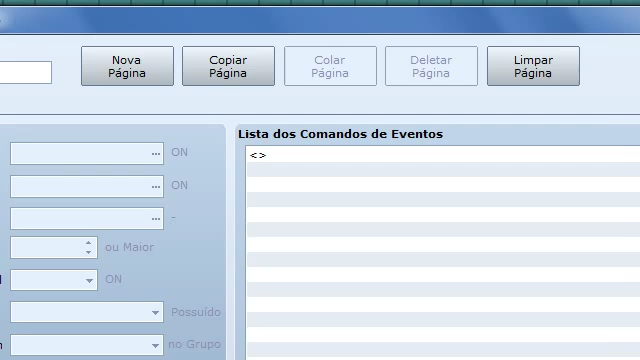 Nova Página
Copiar Página
Colar Página
Deletar Página
Limpar Página
Lista dos Comandos de Eventos
<>
... ON
... ON
... -
ou Maior
ON
Possuído
no Grupo